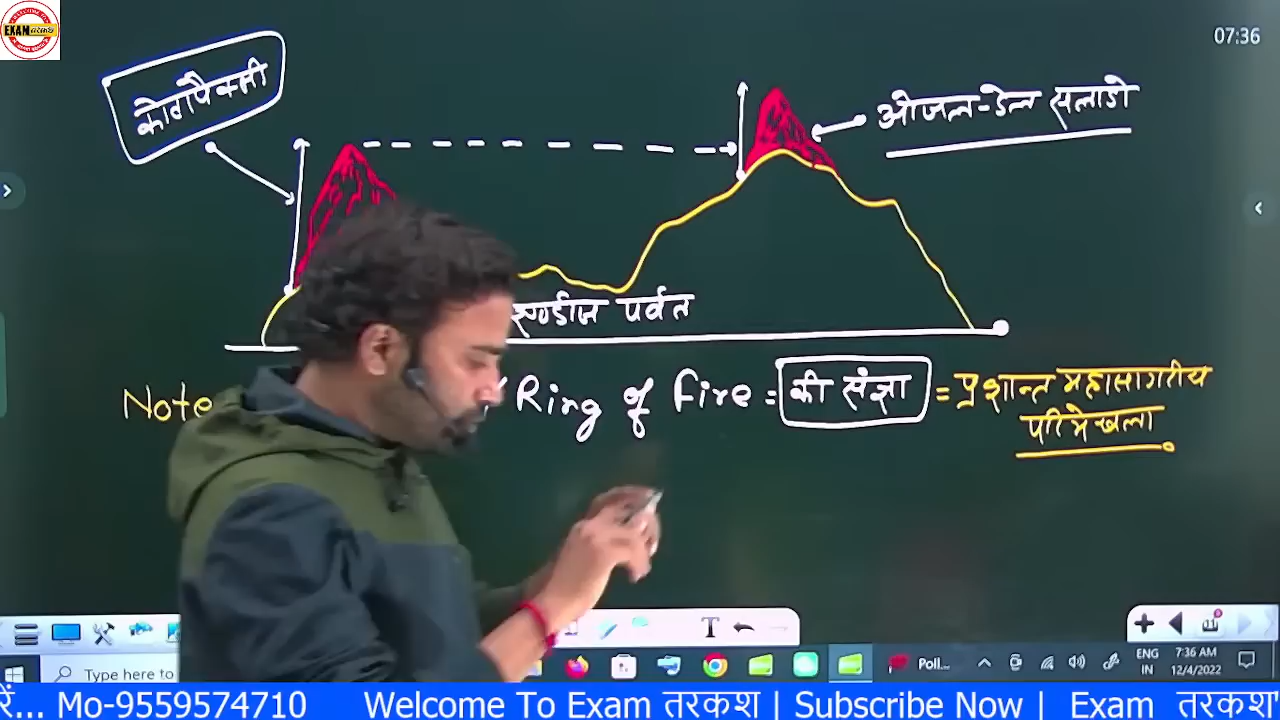 EXAM तरकश
07:36
कोटोपैक्सी
ओजल-डेल सलाडो
एण्डीज पर्वत
Note
Ring of Fire = की संज्ञा = प्रशान्त महासागरीय
परिमेखला
T
ENG
IN
7:36 AM
12/4/2022
Type here to
Poll...
रें... Mo-9559574710 Welcome To Exam तरकश | Subscribe Now | Exam तरकश